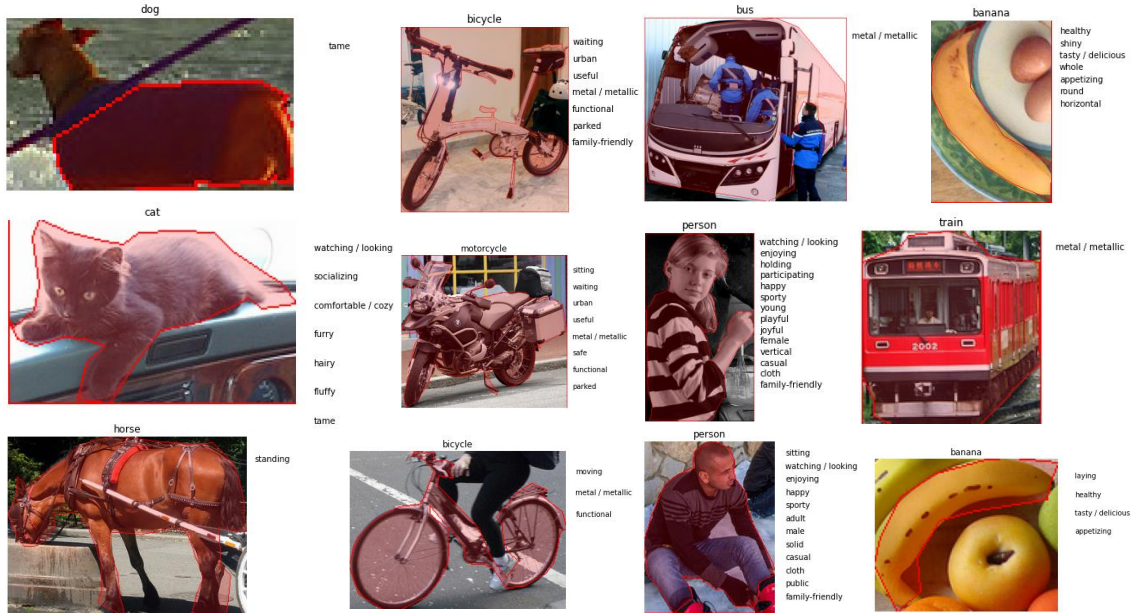 dog
tame
bicycle
waiting
urban
useful
metal / metallic
functional
parked
family-friendly
bus
metal / metallic
banana
healthy
shiny
tasty / delicious
whole
appetizing
round
horizontal
cat
watching / looking
socializing
comfortable / cozy
furry
hairy
fluffy
tame
motorcycle
sitting
waiting
urban
useful
metal / metallic
safe
functional
parked
person
watching / looking
enjoying
holding
participating
happy
sporty
young
playful
joyful
female
vertical
casual
cloth
family-friendly
train
2002
metal / metallic
horse
standing
bicycle
moving
metal / metallic
functional
person
sitting
watching / looking
enjoying
happy
sporty
adult
male
solid
casual
cloth
public
family-friendly
banana
laying
healthy
tasty / delicious
appetizing